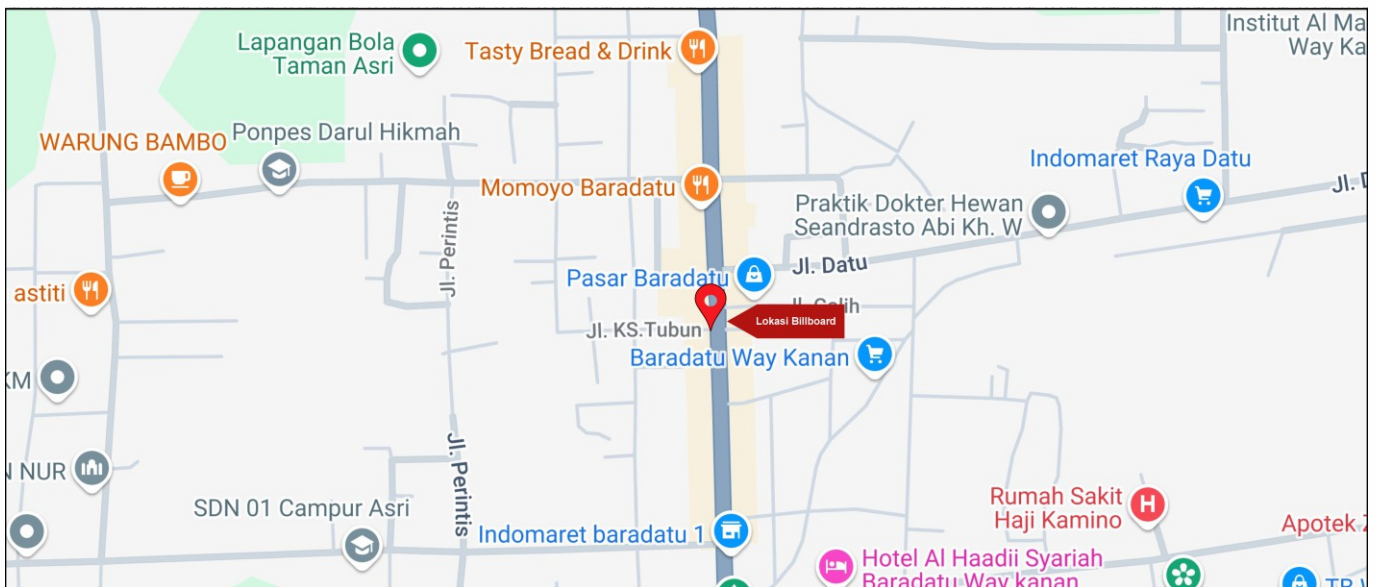 Institut Al Ma
Way Ka
Lapangan Bola
Taman Asri
Tasty Bread & Drink
WARUNG BAMBO
Ponpes Darul Hikmah
Indomaret Raya Datu
Momoyo Baradatu
Jl. Perintis
Praktik Dokter Hewan
Seandrasto Abi Kh. W
Jl. Datu
Pasar Baradatu
astiti
Jl. KS.Tubun
Lokasi Billboard
Baradatu Way Kanan
KM
Jl. Perintis
N NUR
SDN 01 Campur Asri
Rumah Sakit
Haji Kamino
Apotek
Indomaret baradatu 1
Hotel Al Haadii Syariah
Baradatu Way kanan